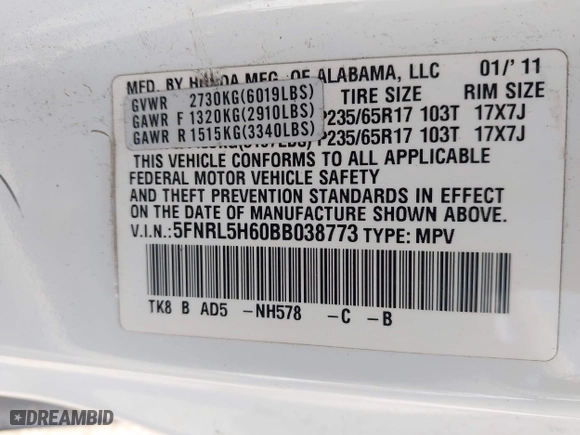 MFD. BY HONDA MFG. OF ALABAMA, LLC 01/' 11
GVWR 2730KG(6019LBS) TIRE SIZE RIM SIZE
GAWR F 1320KG(2910LBS) P235/65R17 103T 17X7J
GAWR R 1515KG(3340LBS) P235/65R17 103T 17X7J
THIS VEHICLE CONFORMS TO ALL APPLICABLE
FEDERAL MOTOR VEHICLE SAFETY
AND THEFT PREVENTION STANDARDS IN EFFECT
ON THE DATE OF MANUFACTURE SHOWN ABOVE.
V.I.N.:5FNRL5H60BB038773 TYPE: MPV
TK8 B AD5 -NH578 -C -B
DREAMBID